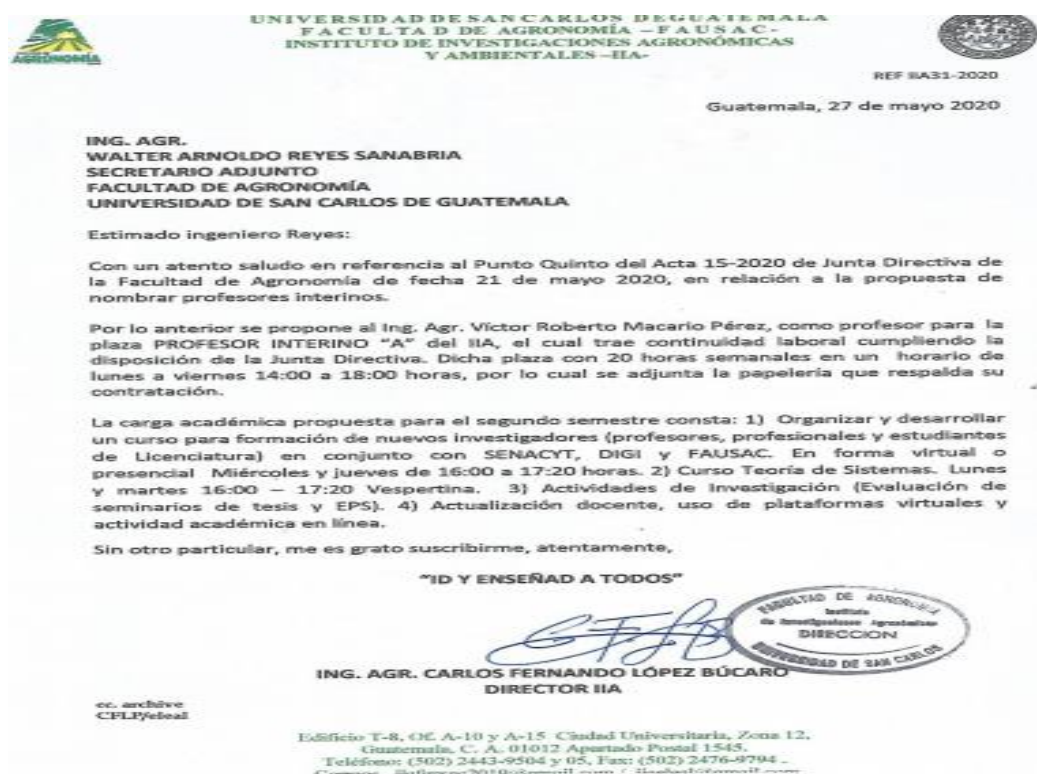 UNIVERSIDAD DE SAN CARLOS DE GUATEMALA
FACULTAD DE AGRONOMÍA –FAUSAC-
INSTITUTO DE INVESTIGACIONES AGRONÓMICAS
Y AMBIENTALES –IIA-
AGRONOMÍA
REF IIA31-2020
Guatemala, 27 de mayo 2020
ING. AGR.
WALTER ARNOLDO REYES SANABRIA
SECRETARIO ADJUNTO
FACULTAD DE AGRONOMÍA
UNIVERSIDAD DE SAN CARLOS DE GUATEMALA
Estimado ingeniero Reyes:
Con un atento saludo en referencia al Punto Quinto del Acta 15-2020 de Junta Directiva de
la Facultad de Agronomía de fecha 21 de mayo 2020, en relación a la propuesta de
nombrar profesores interinos.
Por lo anterior se propone al Ing. Agr. Víctor Roberto Macario Pérez, como profesor para la
plaza PROFESOR INTERINO “A” del IIA, el cual trae continuidad laboral cumpliendo la
disposición de la Junta Directiva. Dicha plaza con 20 horas semanales en un horario de
lunes a viernes 14:00 a 18:00 horas, por lo cual se adjunta la papelería que respalda su
contratación.
La carga académica propuesta para el segundo semestre consta: 1) Organizar y desarrollar
un curso para formación de nuevos investigadores (profesores, profesionales y estudiantes
de Licenciatura) en conjunto con SENACYT, DIGI y FAUSAC. En forma virtual o
presencial Miércoles y jueves de 16:00 a 17:20 horas. 2) Curso Teoría de Sistemas. Lunes
y martes 16:00 – 17:20 Vespertina. 3) Actividades de Investigación (Evaluación de
seminarios de tesis y EPS). 4) Actualización docente, uso de plataformas virtuales y
actividad académica en línea.
Sin otro particular, me es grato suscribirme, atentamente,
“ID Y ENSEÑAD A TODOS”
FACULTAD DE AGRONOMIA
Instituto
de Investigaciones Agronómicas
DIRECCION
UNIVERSIDAD DE SAN CARLOS
ING. AGR. CARLOS FERNANDO LÓPEZ BÚCARO
DIRECTOR IIA
cc. archive
CFLP/eleal
Edificio T-8, Of. A-10 y A-15 Ciudad Universitaria, Zona 12,
Guatemala, C. A. 01012 Apartado Postal 1545.
Teléfono: (502) 2443-9504 y 05, Fax: (502) 2476-9794 .